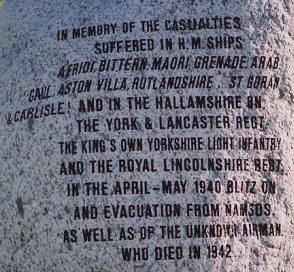 IN MEMORY OF THE CASUALTIES
SUFFERED IN H.M. SHIPS
AFRIDI, BITTERN, MAORI, GRENADE, ARAB,
GAUL, ASTON VILLA, RUTLANDSHIRE, ST GORAN,
& CARLISLE! AND IN THE HALLAMSHIRE BN.
THE YORK & LANCASTER REGT.
THE KING'S OWN YORKSHIRE LIGHT INFANTRY
AND THE ROYAL LINCOLNSHIRE REGT.
IN THE APRIL-MAY 1940 BLITZ ON
AND EVACUATION FROM NAMSOS.
AS WELL AS OF THE UNKNOWN AIRMAN
WHO DIED IN 1942.